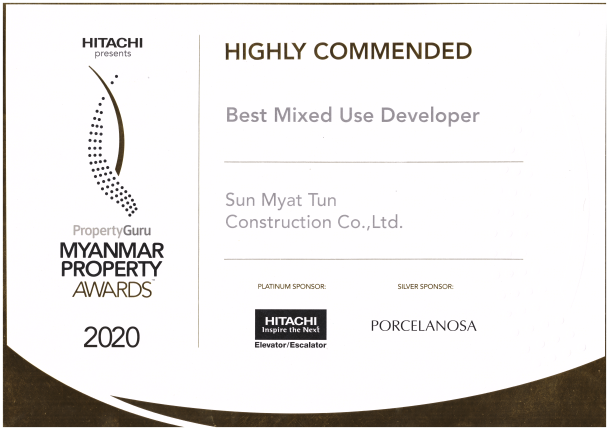 HITACHI
presents
PropertyGuru
MYANMAR
PROPERTY
AWARDS
2020
HIGHLY COMMENDED
Best Mixed Use Developer
Sun Myat Tun
Construction Co.,Ltd.
PLATINUM SPONSOR:
HITACHI
Inspire the Next
Elevator/Escalator
SILVER SPONSOR:
PORCELANOSA